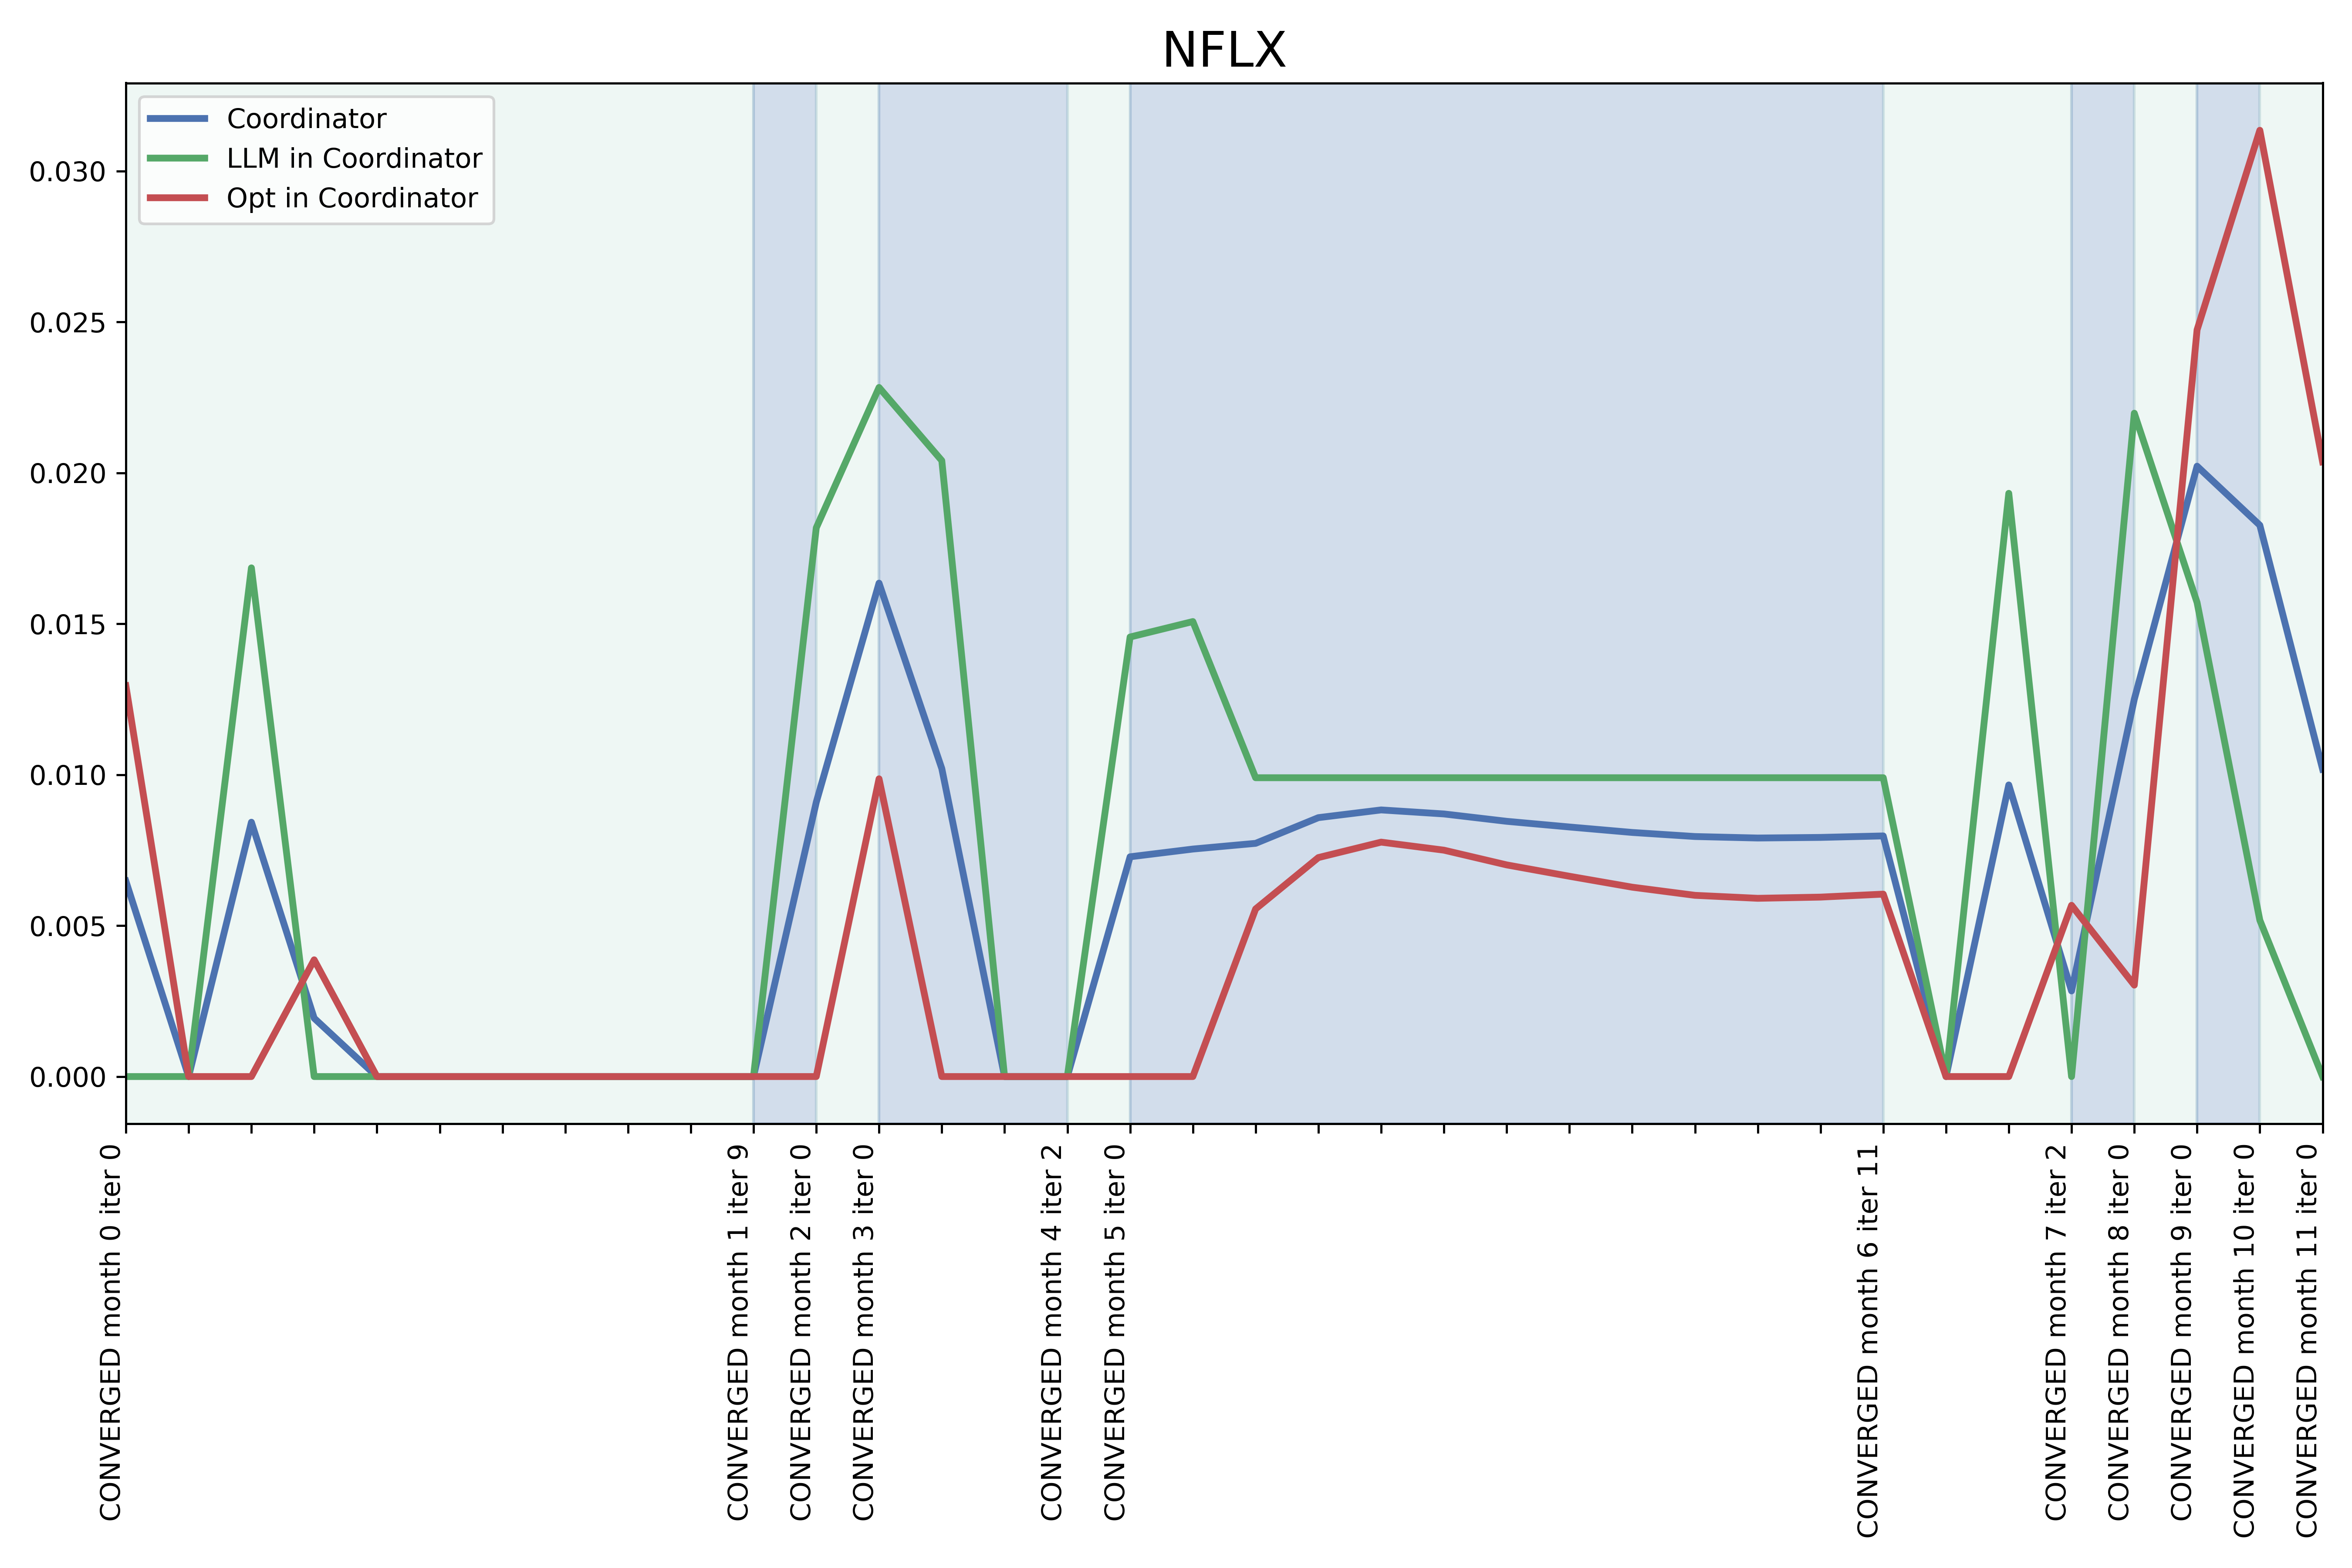 NFLX
Coordinator
LLM in Coordinator
Opt in Coordinator
0.030
0.025
0.020
0.015
0.010
0.005
0.000
CONVERGED month 0 iter 0
CONVERGED month 1 iter 9
CONVERGED month 2 iter 0
CONVERGED month 3 iter 0
CONVERGED month 4 iter 2
CONVERGED month 5 iter 0
CONVERGED month 6 iter 11
CONVERGED month 7 iter 2
CONVERGED month 8 iter 0
CONVERGED month 9 iter 0
CONVERGED month 10 iter 0
CONVERGED month 11 iter 0